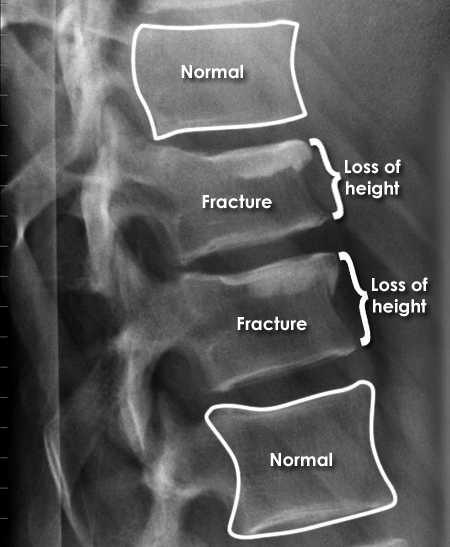 Normal
Loss of
height
Fracture
Loss of
height
Fracture
Normal